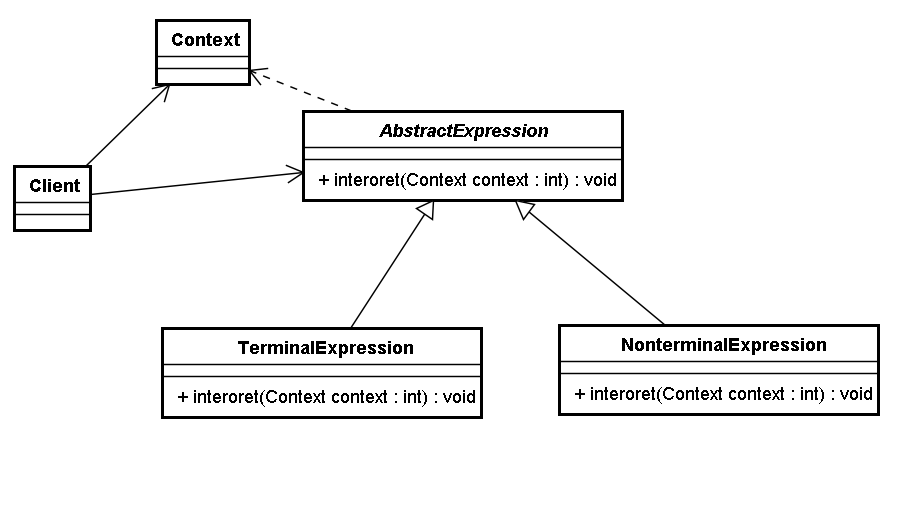 Context
AbstractExpression
+ interoret(Context context : int) : void
Client
TerminalExpression
+ interoret(Context context : int) : void
NonterminalExpression
+ interoret(Context context : int) : void